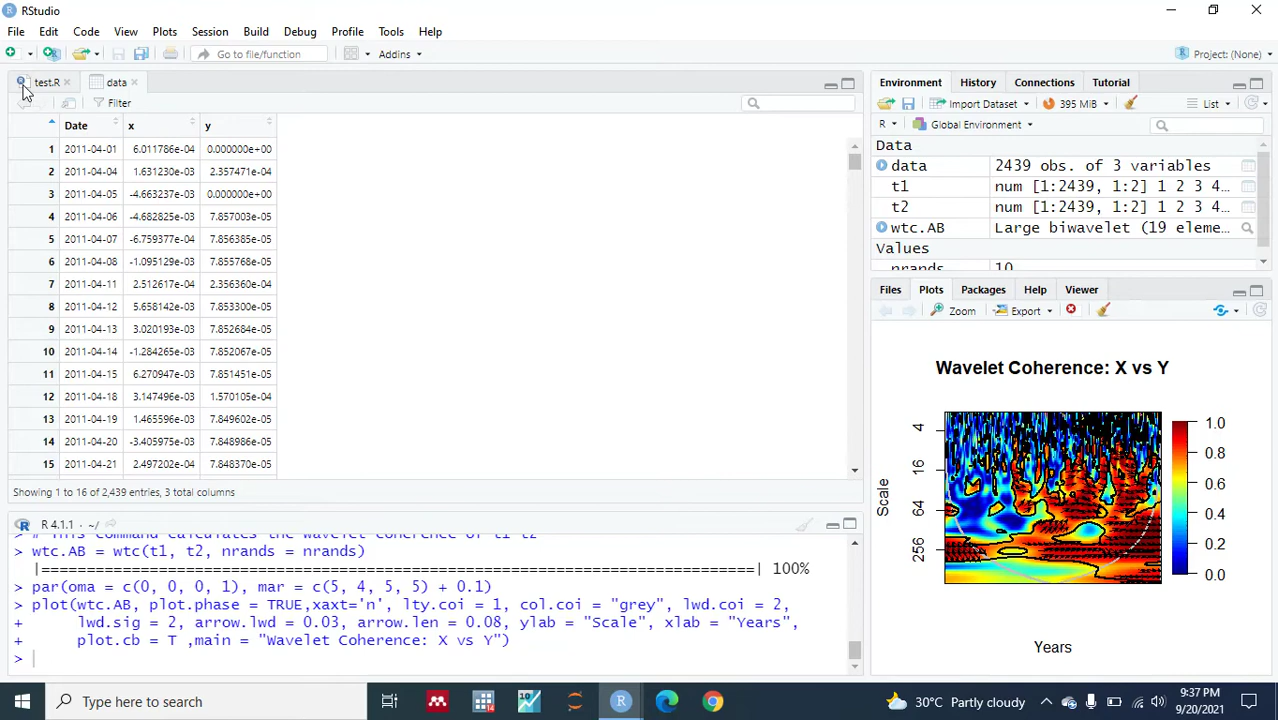 RStudio
File Edit Code View Plots Session Build Debug Profile Tools Help
Go to file/function Addins Project: (None)
test.R data
Filter
Date x y
1 2011-04-01 6.011786e-04 0.000000e+00
2 2011-04-04 1.631230e-03 2.357471e-04
3 2011-04-05 -4.663237e-03 0.000000e+00
4 2011-04-06 -4.682825e-03 7.857003e-05
5 2011-04-07 -6.759377e-04 7.856385e-05
6 2011-04-08 -1.095129e-03 7.855768e-05
7 2011-04-11 2.512617e-04 2.356360e-04
8 2011-04-12 5.658142e-03 7.853300e-05
9 2011-04-13 3.020193e-03 7.852684e-05
10 2011-04-14 -1.284265e-03 7.852067e-05
11 2011-04-15 6.270947e-03 7.851451e-05
12 2011-04-18 3.147496e-03 1.570105e-04
13 2011-04-19 1.465596e-03 7.849602e-05
14 2011-04-20 -3.405975e-03 7.848986e-05
15 2011-04-21 2.497202e-04 7.848370e-05
Showing 1 to 16 of 2,439 entries, 3 total columns
R 4.1.1 · ~/
> # This command calculates the wavelet coherence of t1 t2
> wtc.AB = wtc(t1, t2, nrands = nrands)
|===========================================================================| 100%
> par(oma = c(0, 0, 0, 1), mar = c(5, 4, 5, 5) + 0.1)
> plot(wtc.AB, plot.phase = TRUE,xaxt='n', lty.coi = 1, col.coi = "grey", lwd.coi = 2,
+ lwd.sig = 2, arrow.lwd = 0.03, arrow.len = 0.08, ylab = "Scale", xlab = "Years",
+ plot.cb = T ,main = "Wavelet Coherence: X vs Y")
>
Environment History Connections Tutorial
Import Dataset 395 MiB List
R Global Environment
Data
data 2439 obs. of 3 variables
t1 num [1:2439, 1:2] 1 2 3 4...
t2 num [1:2439, 1:2] 1 2 3 4...
wtc.AB Large biwavelet (19 eleme...
Values
nrands 10
Files Plots Packages Help Viewer
Zoom Export
Wavelet Coherence: X vs Y
Scale
4
16
64
256
1.0
0.8
0.6
0.4
0.2
0.0
Years
Type here to search
30°C Partly cloudy
9:37 PM
9/20/2021